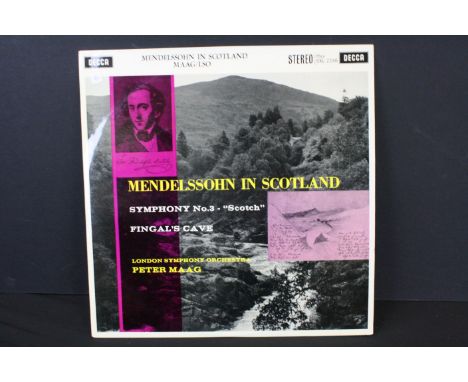 DECCA
MENDELSSOHN IN SCOTLAND
MAAG/LSO
STEREO
DECCA
MENDELSSOHN IN SCOTLAND
SYMPHONY No.3 - "Scotch"
FINGAL'S CAVE
LONDON SYMPHONY ORCHESTRA
PETER MAAG